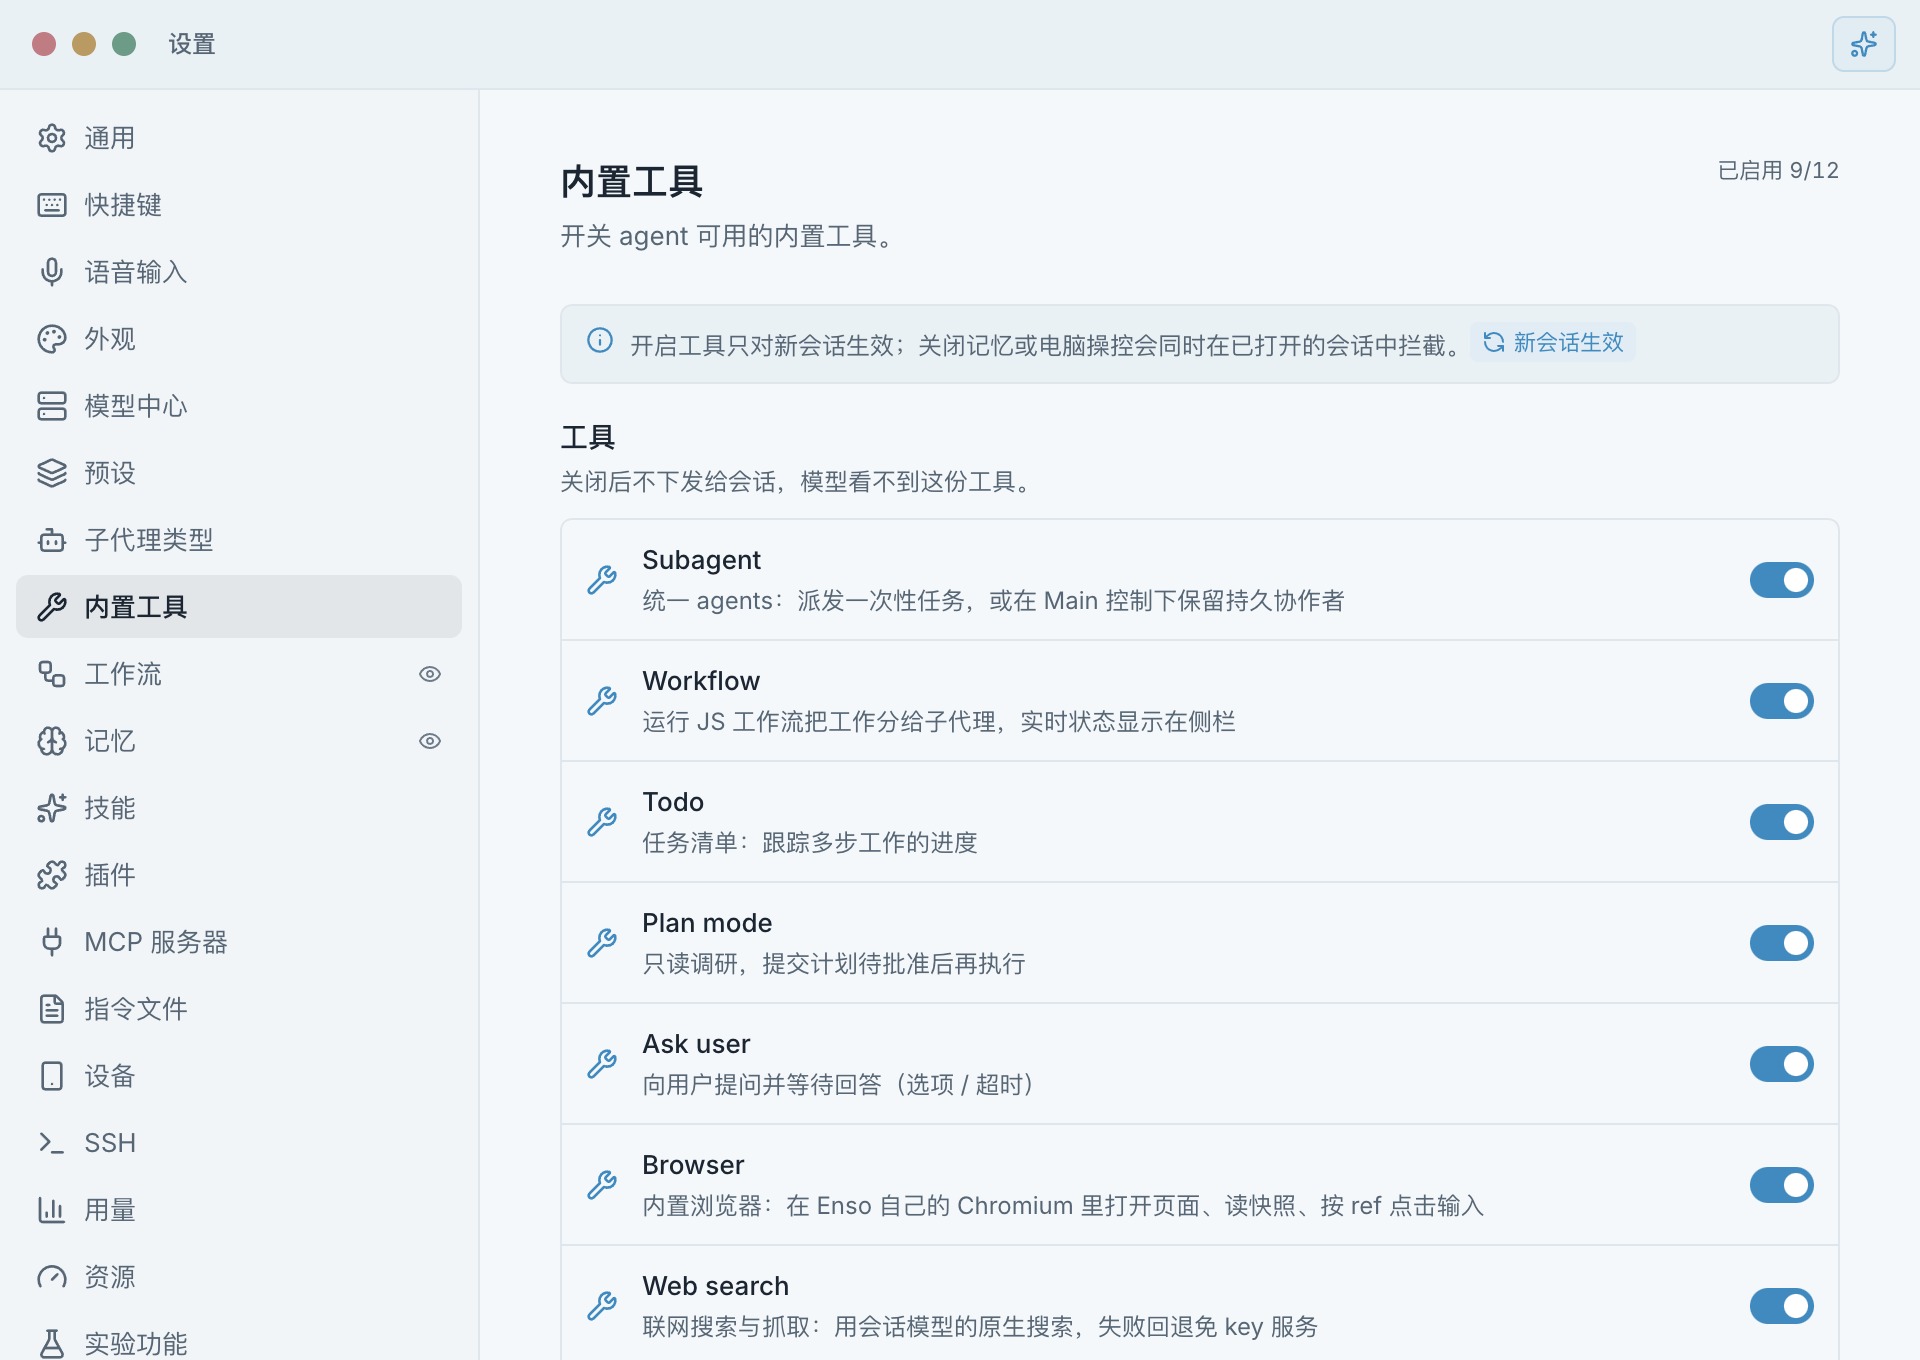 设置
通用
快捷键
语音输入
外观
模型中心
预设
子代理类型
内置工具
工作流
记忆
技能
插件
MCP 服务器
指令文件
设备
SSH
用量
资源
实验功能
内置工具
已启用 9/12
开关 agent 可用的内置工具。
开启工具只对新会话生效；关闭记忆或电脑操控会同时在已打开的会话中拦截。 新会话生效
工具
关闭后不下发给会话，模型看不到这份工具。
Subagent
统一 agents：派发一次性任务，或在 Main 控制下保留持久协作者
Workflow
运行 JS 工作流把工作分给子代理，实时状态显示在侧栏
Todo
任务清单：跟踪多步工作的进度
Plan mode
只读调研，提交计划待批准后再执行
Ask user
向用户提问并等待回答（选项 / 超时）
Browser
内置浏览器：在 Enso 自己的 Chromium 里打开页面、读快照、按 ref 点击输入
Web search
联网搜索与抓取：用会话模型的原生搜索，失败回退免 key 服务